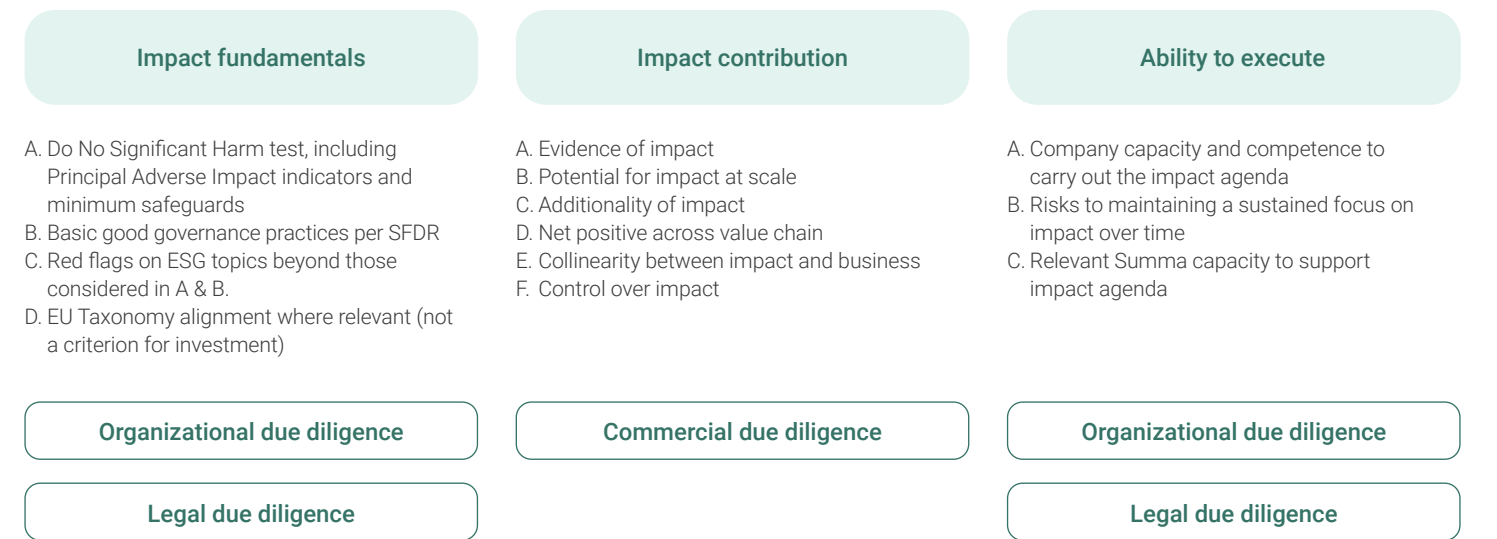 Impact fundamentals
A. Do No Significant Harm test, including
Principal Adverse Impact indicators and
minimum safeguards
B. Basic good governance practices per SFDR
C. Red flags on ESG topics beyond those
considered in A & B.
D. EU Taxonomy alignment where relevant (not
a criterion for investment)
Organizational due diligence
Legal due diligence
Impact contribution
A. Evidence of impact
B. Potential for impact at scale
C. Additionality of impact
D. Net positive across value chain
E. Collinearity between impact and business
F. Control over impact
Commercial due diligence
Ability to execute
A. Company capacity and competence to
carry out the impact agenda
B. Risks to maintaining a sustained focus on
impact over time
C. Relevant Summa capacity to support
impact agenda
Organizational due diligence
Legal due diligence